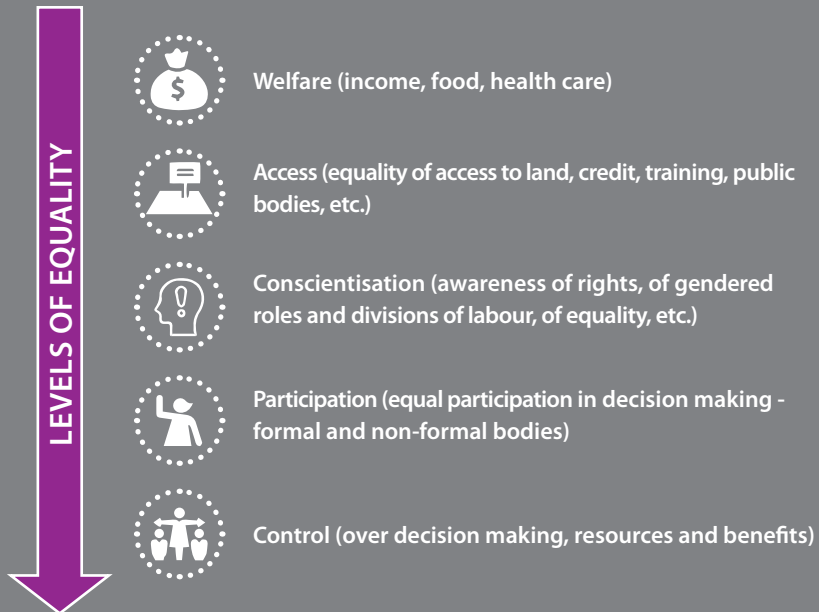 LEVELS OF EQUALITY
$
Welfare (income, food, health care)
Access (equality of access to land, credit, training, public
bodies, etc.)
Conscientisation (awareness of rights, of gendered
roles and divisions of labour, of equality, etc.)
Participation (equal participation in decision making -
formal and non-formal bodies)
Control (over decision making, resources and benefits)